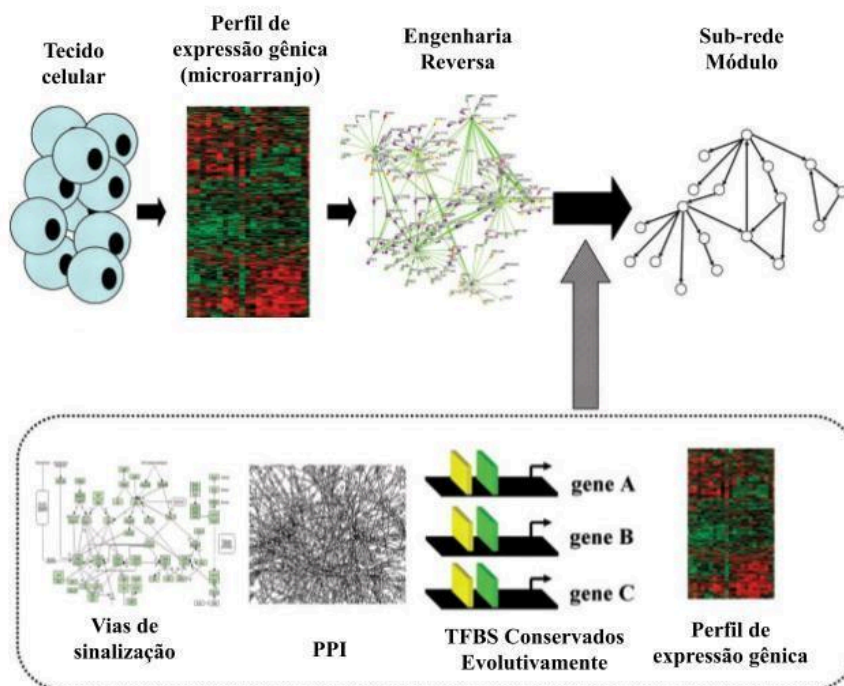 Tecido
celular
Perfil de
expressão gênica
(microarranjo)
Engenharia
Reversa
Sub-rede
Módulo
gene A
gene B
gene C
Vias de
sinalização
PPI
TFBS Conservados
Evolutivamente
Perfil de
expressão gênica